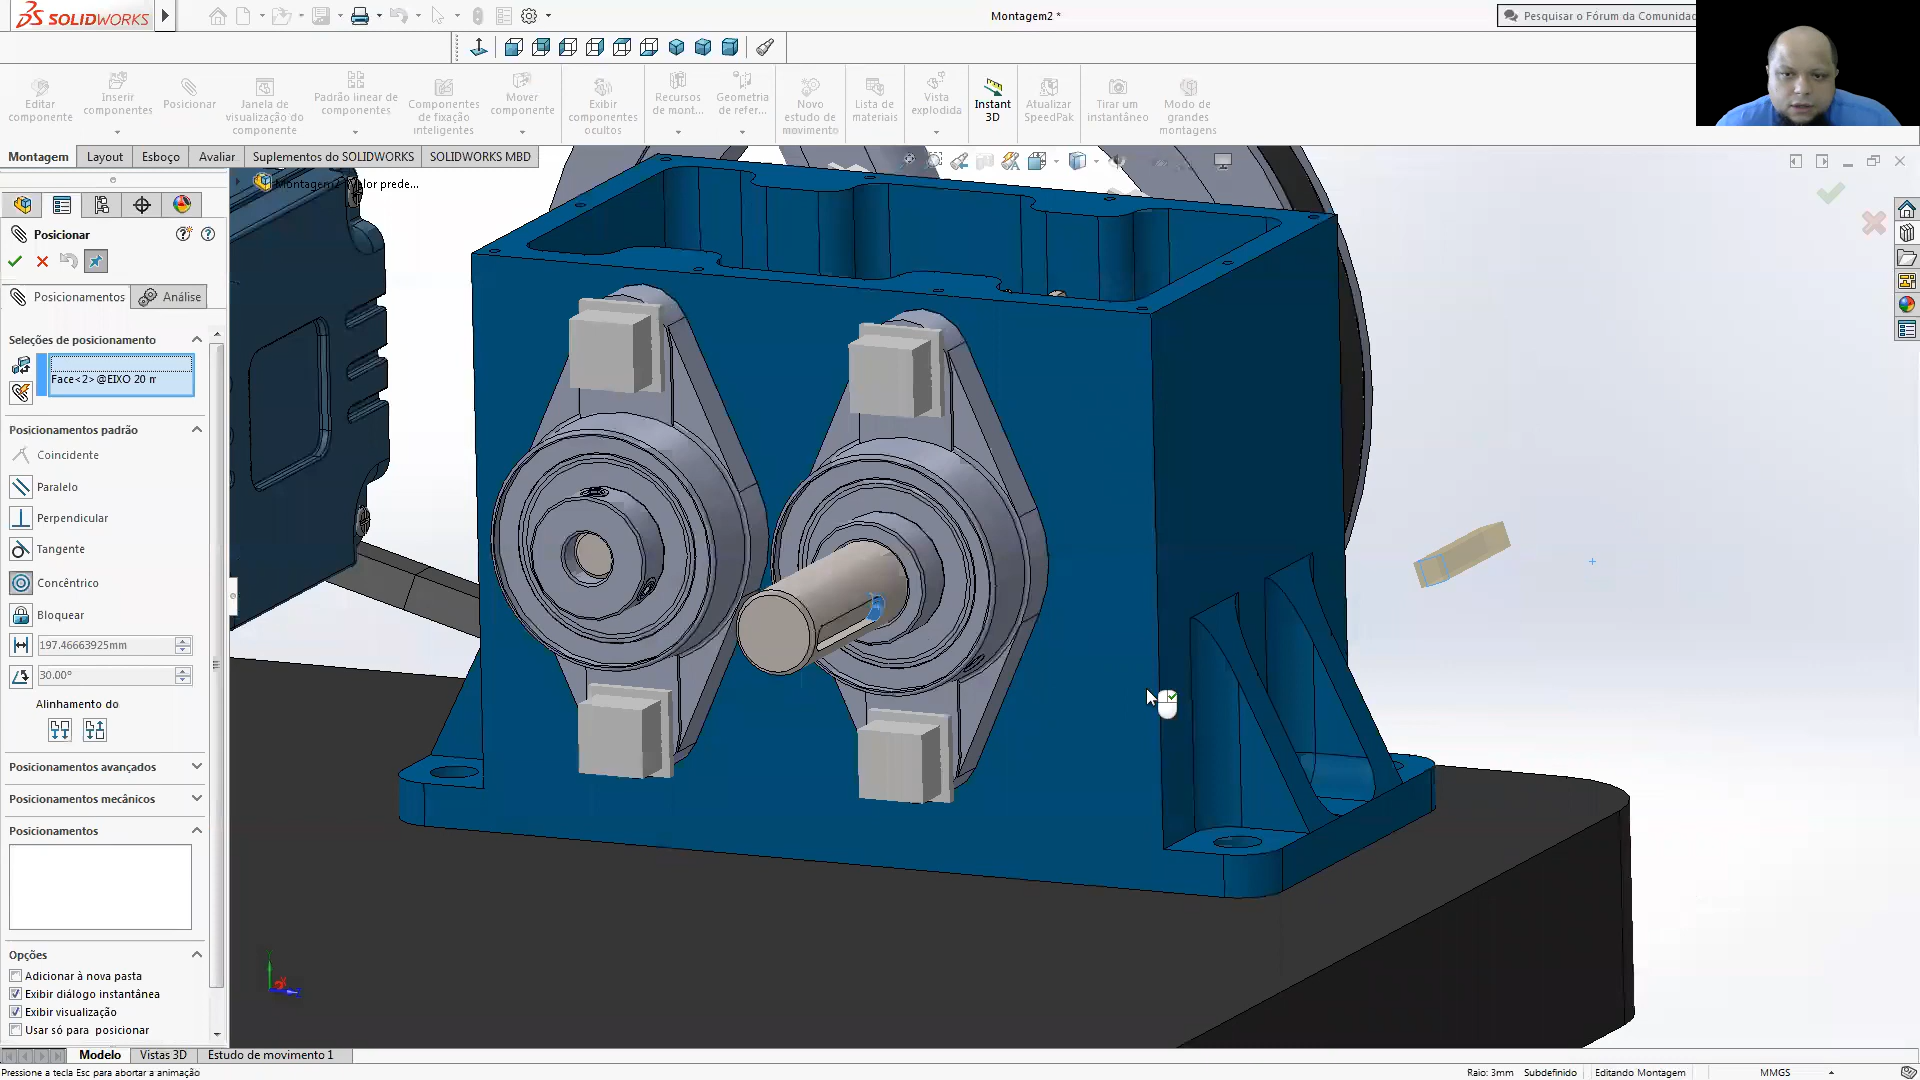 SOLIDWORKS
Montagem2 *
Pesquisar o Fórum da Comunidad
Editar componente
Inserir componentes
Posicionar
Janela de visualização do componente
Padrão linear de componentes
Componentes de fixação inteligentes
Mover componente
Exibir componentes ocultos
Recursos de mont...
Geometria de refer...
Novo estudo de movimento
Lista de materiais
Vista explodida
Instant 3D
Atualizar SpeedPak
Tirar um instantâneo
Modo de grandes montagens
Montagem
Layout
Esboço
Avaliar
Suplementos do SOLIDWORKS
SOLIDWORKS MBD
Posicionar
Posicionamentos
Análise
Seleções de posicionamento
Face<2>@EIXO 20 m
Posicionamentos padrão
Coincidente
Paralelo
Perpendicular
Tangente
Concêntrico
Bloquear
197.46663925mm
30.00°
Alinhamento do
Posicionamentos avançados
Posicionamentos mecânicos
Posicionamentos
Opções
Adicionar à nova pasta
Exibir diálogo instantânea
Exibir visualização
Usar só para posicionar
Modelo
Vistas 3D
Estudo de movimento 1
Pressione a tecla Esc para abortar a animação
Raio: 3mm
Subdefinido
Editando Montagem
MMGS